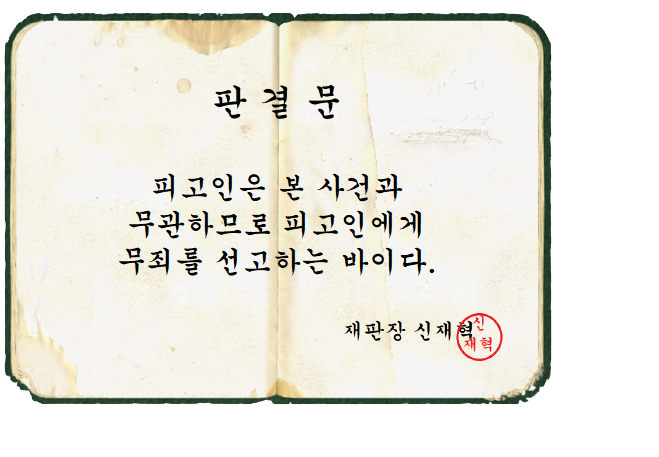 판 결 문
피고인은 본 사건과
무관하므로 피고인에게
무죄를 선고하는 바이다.
재판장 신재혁
신
재혁